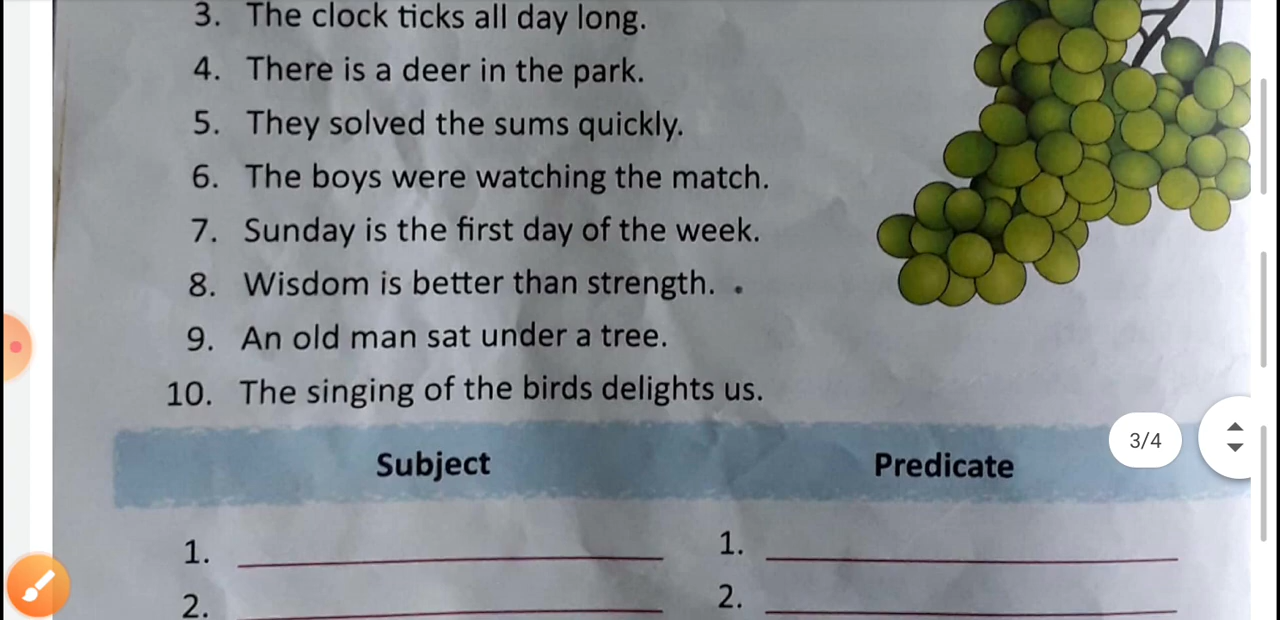 3. The clock ticks all day long.
4. There is a deer in the park.
5. They solved the sums quickly.
6. The boys were watching the match.
7. Sunday is the first day of the week.
8. Wisdom is better than strength.
9. An old man sat under a tree.
10. The singing of the birds delights us.
Subject Predicate
3/4
1. 1.
2. 2.